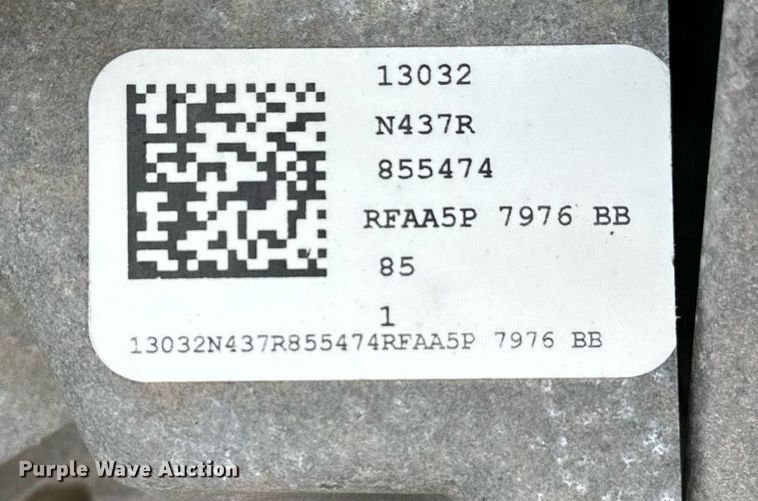 13032
N437R
855474
RFAA5P 7976 BB
85
1
13032N437R855474RFAA5P 7976 BB
Purple Wave Auction